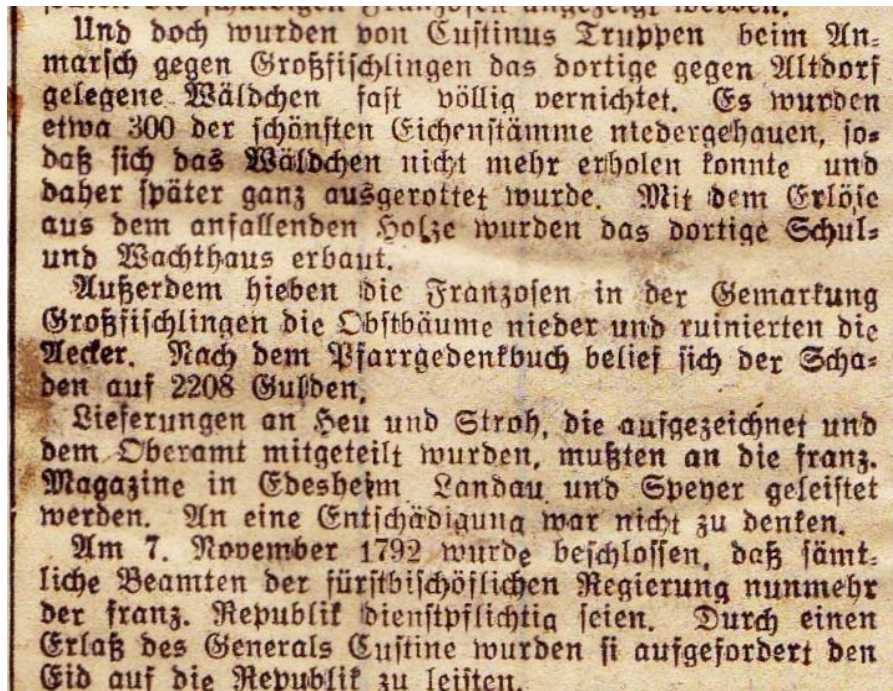 Und doch wurden von Custinus Truppen beim An-
marsch gegen Großfischlingen das dortige gegen Altdorf
gelegene Wäldchen fast völlig vernichtet. Es wurden
etwa 300 der schönsten Eichenstämme niedergehauen, so-
daß sich das Wäldchen nicht mehr erholen konnte und
daher später ganz ausgerottet wurde. Mit dem Erlöse
aus dem anfallenden Holze wurden das dortige Schul-
und Wachthaus erbaut.
Außerdem hieben die Franzosen in der Gemarkung
Großfischlingen die Obstbäume nieder und ruinierten die
Aecker. Nach dem Pfarrgedenkbuch belief sich der Scha-
den auf 2208 Gulden.
Lieferungen an Heu und Stroh, die aufgezeichnet und
dem Oberamt mitgeteilt wurden, mußten an die franz.
Magazine in Edesheim Landau und Speyer geleistet
werden. An eine Entschädigung war nicht zu denken.
Am 7. November 1792 wurde beschlossen, daß sämt-
liche Beamten der fürstbischöflichen Regierung nunmehr
der franz. Republik dienstpflichtig seien. Durch einen
Erlaß des Generals Custine wurden si aufgefordert den
Eid auf die Republik zu leisten.